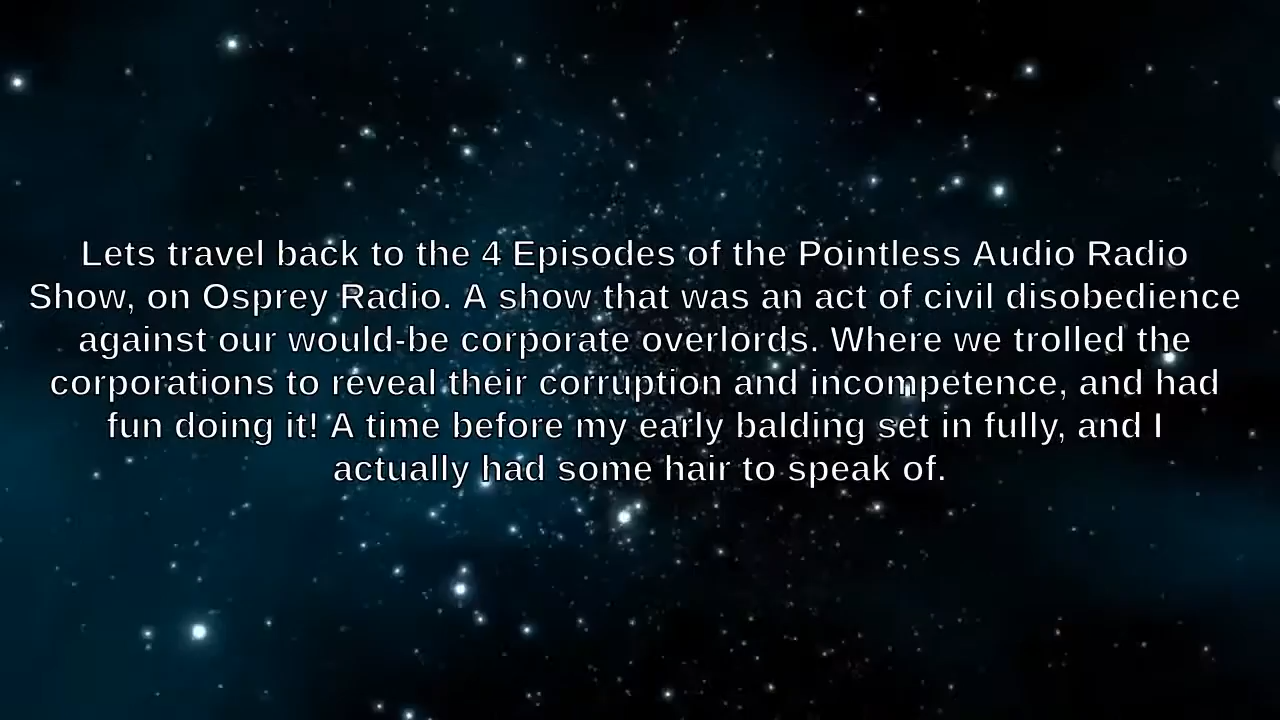 Lets travel back to the 4 Episodes of the Pointless Audio Radio
Show, on Osprey Radio. A show that was an act of civil disobedience
against our would-be corporate overlords. Where we trolled the
corporations to reveal their corruption and incompetence, and had
fun doing it! A time before my early balding set in fully, and I
actually had some hair to speak of.